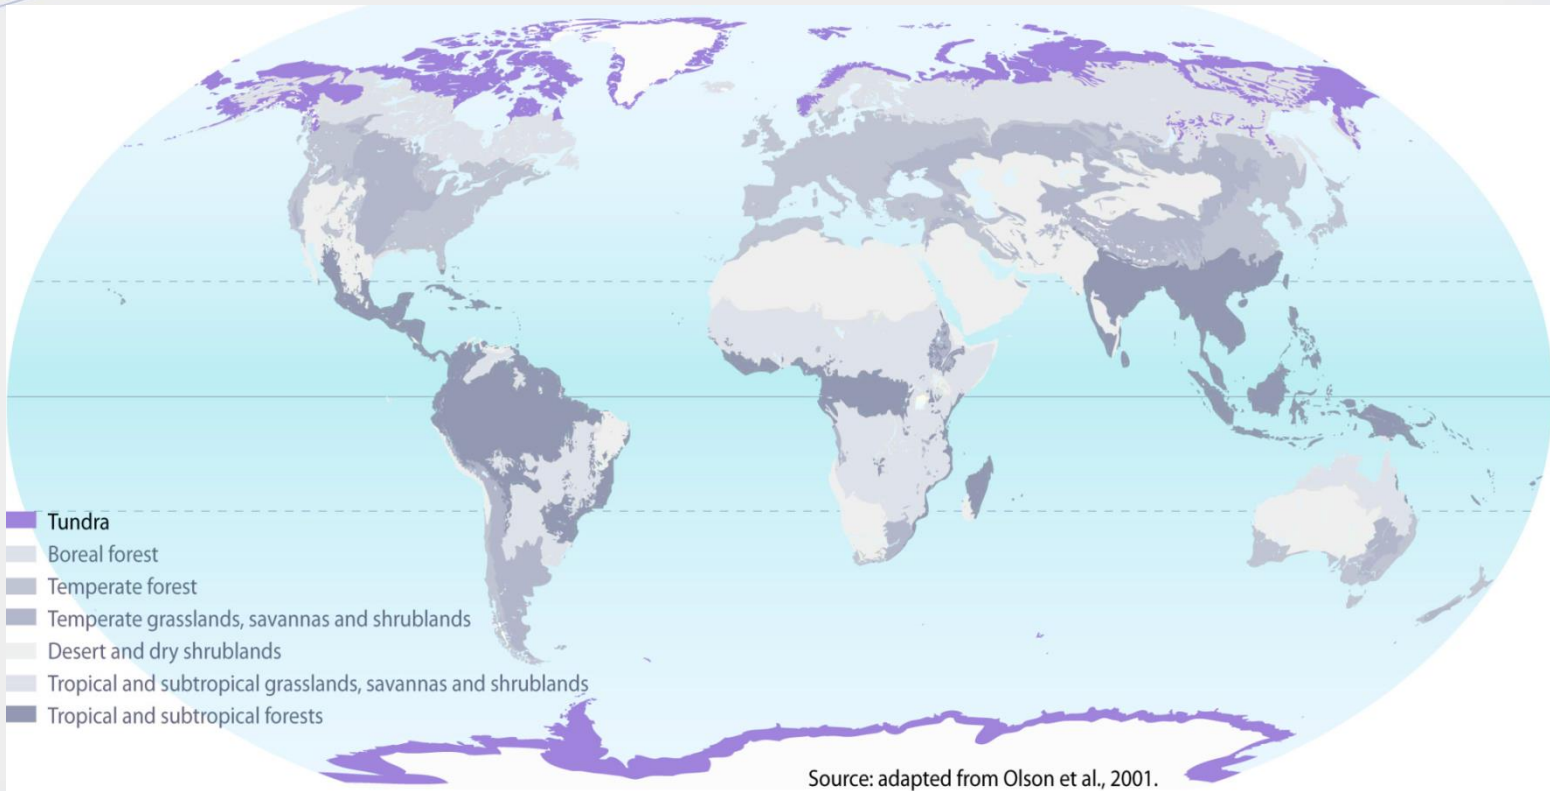 Tundra
Boreal forest
Temperate forest
Temperate grasslands, savannas and shrublands
Desert and dry shrublands
Tropical and subtropical grasslands, savannas and shrublands
Tropical and subtropical forests
Source: adapted from Olson et al., 2001.